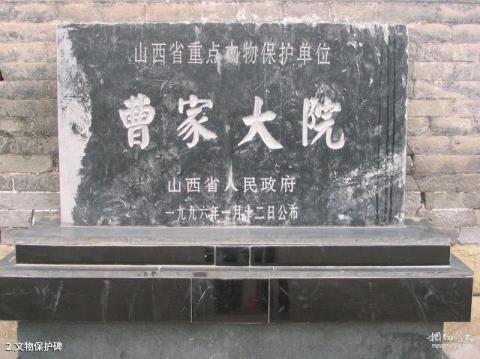 山西省重点文物保护单位
曹家大院
山西省人民政府
一九九六年一月十二日公布
2.文物保护碑